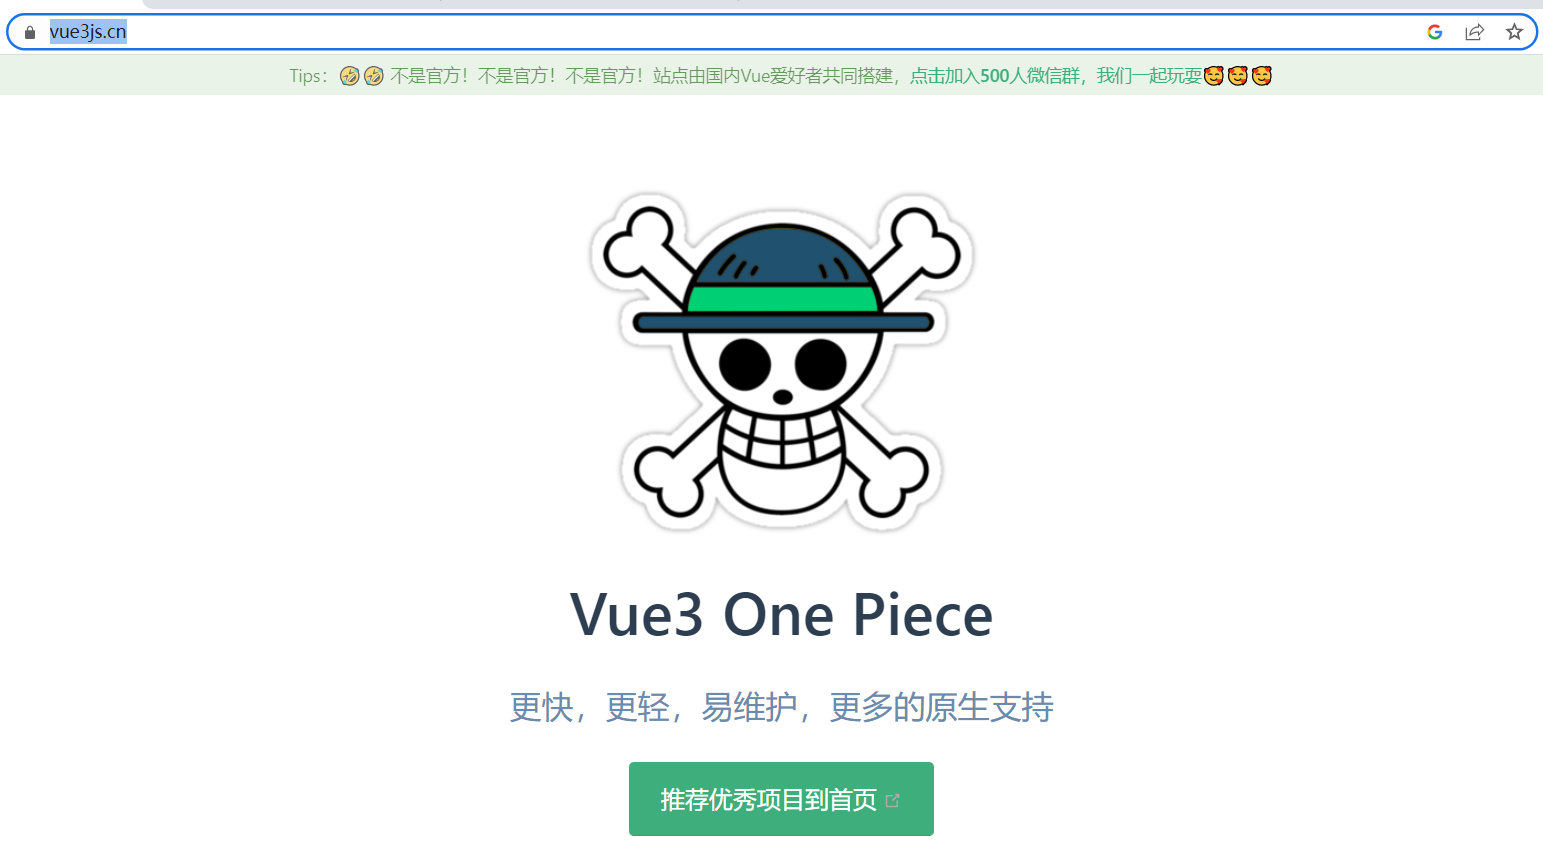 vue3js.cn
Tips：🤣🤣 不是官方！不是官方！不是官方！站点由国内Vue爱好者共同搭建，点击加入500人微信群，我们一起玩耍🥰🥰🥰
Vue3 One Piece
更快，更轻，易维护，更多的原生支持
推荐优秀项目到首页